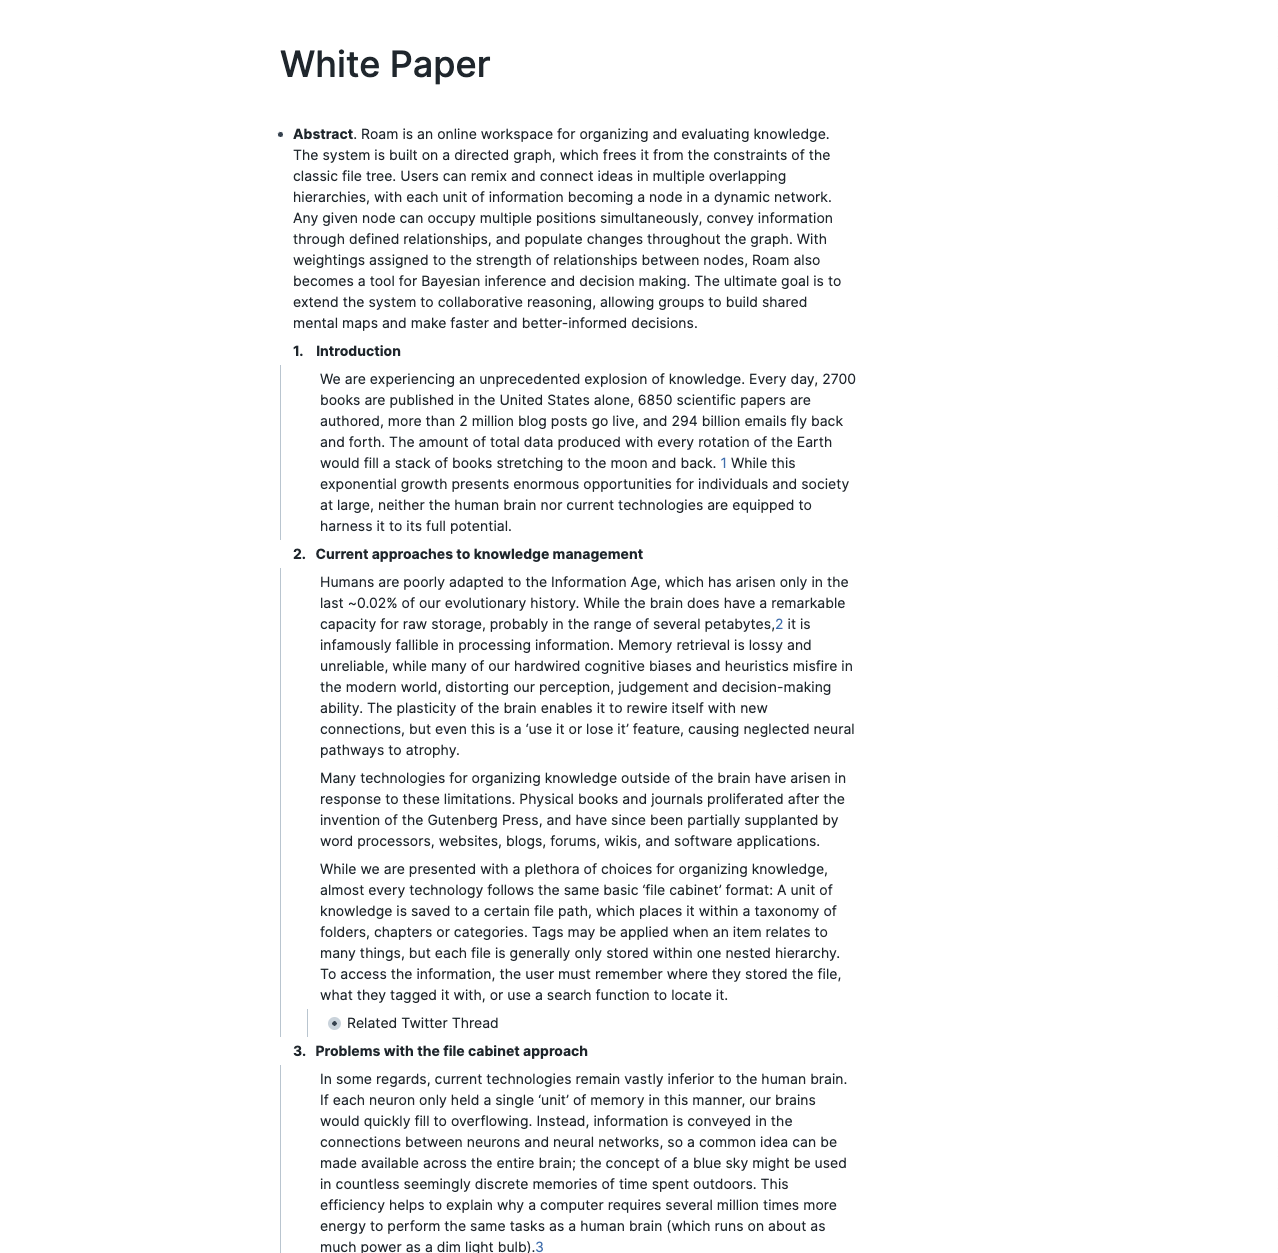 White Paper
Abstract. Roam is an online workspace for organizing and evaluating knowledge.
The system is built on a directed graph, which frees it from the constraints of the
classic file tree. Users can remix and connect ideas in multiple overlapping
hierarchies, with each unit of information becoming a node in a dynamic network.
Any given node can occupy multiple positions simultaneously, convey information
through defined relationships, and populate changes throughout the graph. With
weightings assigned to the strength of relationships between nodes, Roam also
becomes a tool for Bayesian inference and decision making. The ultimate goal is to
extend the system to collaborative reasoning, allowing groups to build shared
mental maps and make faster and better-informed decisions.
1. Introduction
We are experiencing an unprecedented explosion of knowledge. Every day, 2700
books are published in the United States alone, 6850 scientific papers are
authored, more than 2 million blog posts go live, and 294 billion emails fly back
and forth. The amount of total data produced with every rotation of the Earth
would fill a stack of books stretching to the moon and back. 1 While this
exponential growth presents enormous opportunities for individuals and society
at large, neither the human brain nor current technologies are equipped to
harness it to its full potential.
2. Current approaches to knowledge management
Humans are poorly adapted to the Information Age, which has arisen only in the
last ~0.02% of our evolutionary history. While the brain does have a remarkable
capacity for raw storage, probably in the range of several petabytes,2 it is
infamously fallible in processing information. Memory retrieval is lossy and
unreliable, while many of our hardwired cognitive biases and heuristics misfire in
the modern world, distorting our perception, judgement and decision-making
ability. The plasticity of the brain enables it to rewire itself with new
connections, but even this is a ‘use it or lose it’ feature, causing neglected neural
pathways to atrophy.
Many technologies for organizing knowledge outside of the brain have arisen in
response to these limitations. Physical books and journals proliferated after the
invention of the Gutenberg Press, and have since been partially supplanted by
word processors, websites, blogs, forums, wikis, and software applications.
While we are presented with a plethora of choices for organizing knowledge,
almost every technology follows the same basic ‘file cabinet’ format: A unit of
knowledge is saved to a certain file path, which places it within a taxonomy of
folders, chapters or categories. Tags may be applied when an item relates to
many things, but each file is generally only stored within one nested hierarchy.
To access the information, the user must remember where they stored the file,
what they tagged it with, or use a search function to locate it.
Related Twitter Thread
3. Problems with the file cabinet approach
In some regards, current technologies remain vastly inferior to the human brain.
If each neuron only held a single ‘unit’ of memory in this manner, our brains
would quickly fill to overflowing. Instead, information is conveyed in the
connections between neurons and neural networks, so a common idea can be
made available across the entire brain; the concept of a blue sky might be used
in countless seemingly discrete memories of time spent outdoors. This
efficiency helps to explain why a computer requires several million times more
energy to perform the same tasks as a human brain (which runs on about as
much power as a dim light bulb).3